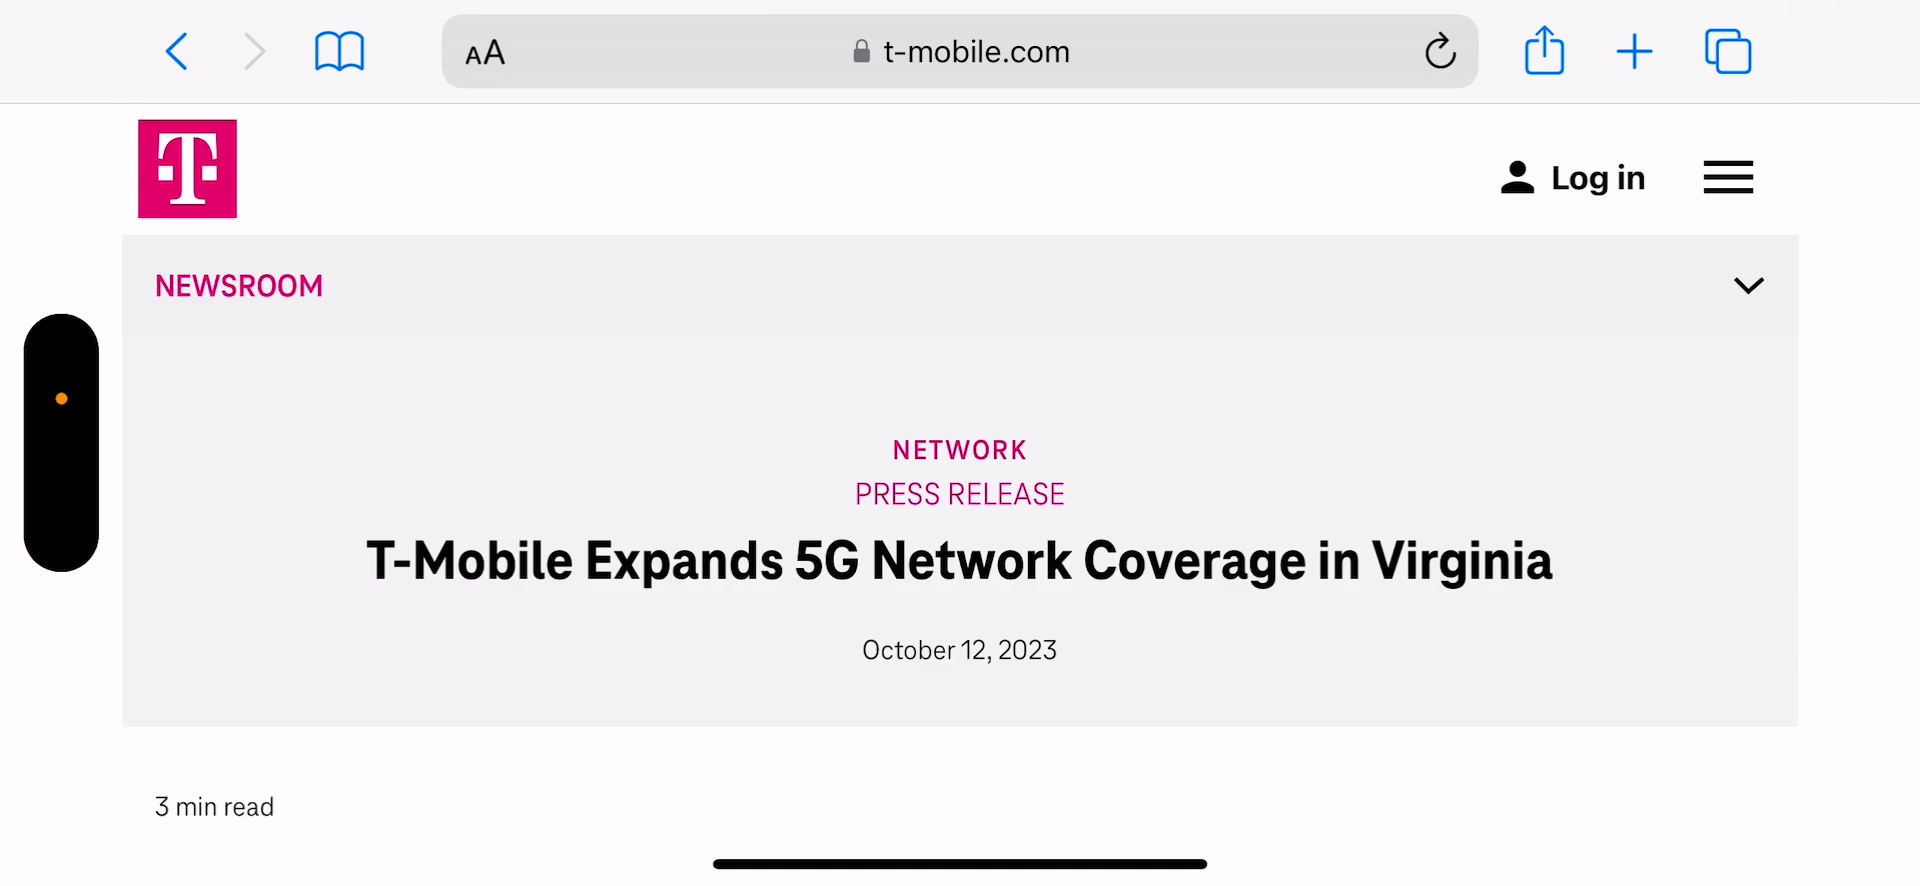 AA
t-mobile.com
T
Log in
NEWSROOM
NETWORK
PRESS RELEASE
T-Mobile Expands 5G Network Coverage in Virginia
October 12, 2023
3 min read